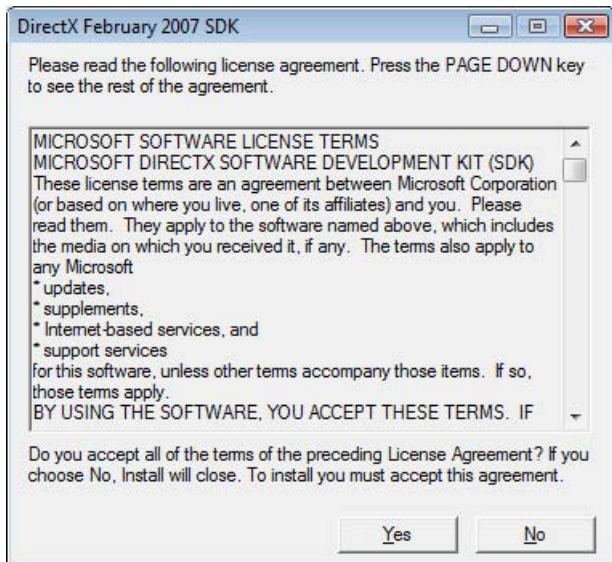 DirectX February 2007 SDK
Please read the following license agreement. Press the PAGE DOWN key
to see the rest of the agreement.
MICROSOFT SOFTWARE LICENSE TERMS
MICROSOFT DIRECTX SOFTWARE DEVELOPMENT KIT (SDK)
These license terms are an agreement between Microsoft Corporation
(or based on where you live, one of its affiliates) and you.  Please
read them.  They apply to the software named above, which includes
the media on which you received it, if any.  The terms also apply to
any Microsoft
* updates,
* supplements,
* Internet-based services, and
* support services
for this software, unless other terms accompany those items.  If so,
those terms apply.
BY USING THE SOFTWARE, YOU ACCEPT THESE TERMS.  IF
Do you accept all of the terms of the preceding License Agreement? If you
choose No, Install will close. To install you must accept this agreement.
Yes
No